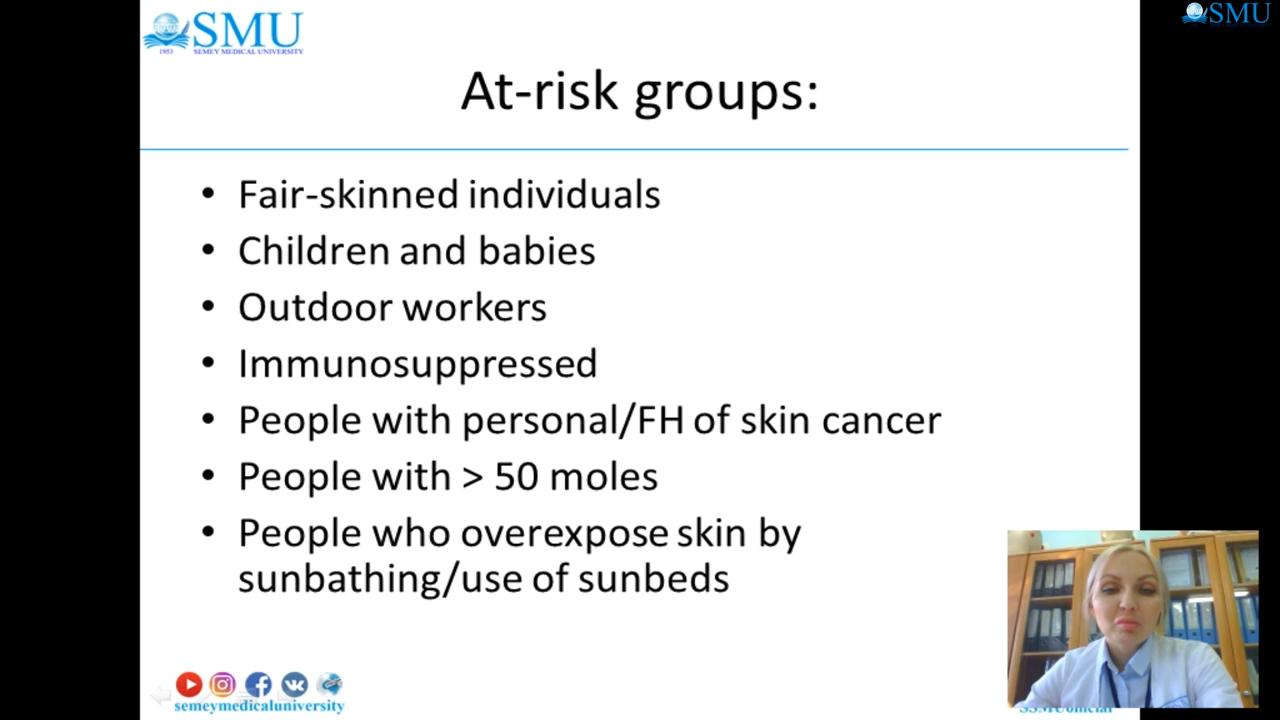 SMU
1953 SEMEY MEDICAL UNIVERSITY
SMU
At-risk groups:
• Fair-skinned individuals
• Children and babies
• Outdoor workers
• Immunosuppressed
• People with personal/FH of skin cancer
• People with > 50 moles
• People who overexpose skin by
sunbathing/use of sunbeds
semeymedicaluniversity